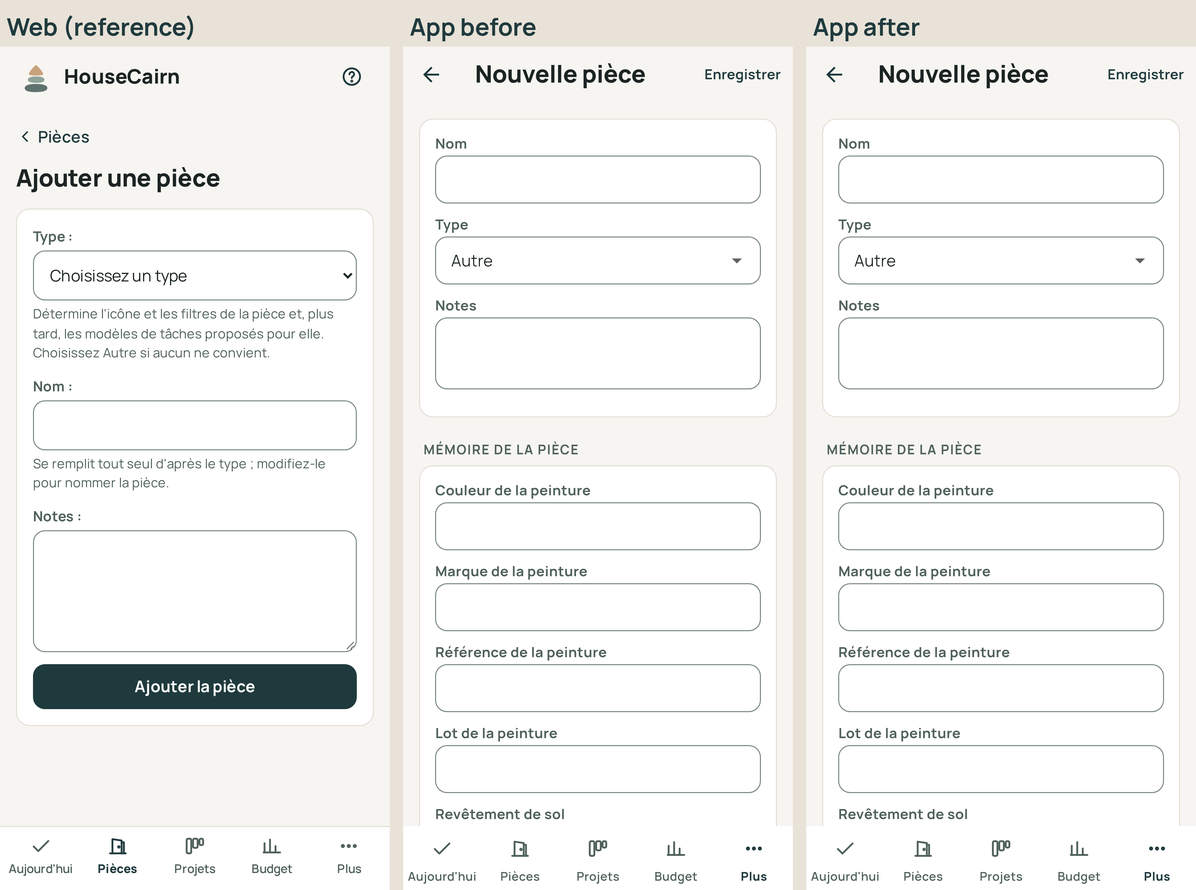 Web (reference)
HouseCairn
Pièces
Ajouter une pièce
Type :
Choisissez un type
Détermine l'icône et les filtres de la pièce et, plus
tard, les modèles de tâches proposés pour elle.
Choisissez Autre si aucun ne convient.
Nom :
Se remplit tout seul d'après le type ; modifiez-le
pour nommer la pièce.
Notes :
Ajouter la pièce
Aujourd'hui
Pièces
Projets
Budget
Plus
App before
Nouvelle pièce
Enregistrer
Nom
Type
Autre
Notes
MÉMOIRE DE LA PIÈCE
Couleur de la peinture
Marque de la peinture
Référence de la peinture
Lot de la peinture
Revêtement de sol
Aujourd'hui
Pièces
Projets
Budget
Plus
App after
Nouvelle pièce
Enregistrer
Nom
Type
Autre
Notes
MÉMOIRE DE LA PIÈCE
Couleur de la peinture
Marque de la peinture
Référence de la peinture
Lot de la peinture
Revêtement de sol
Aujourd'hui
Pièces
Projets
Budget
Plus